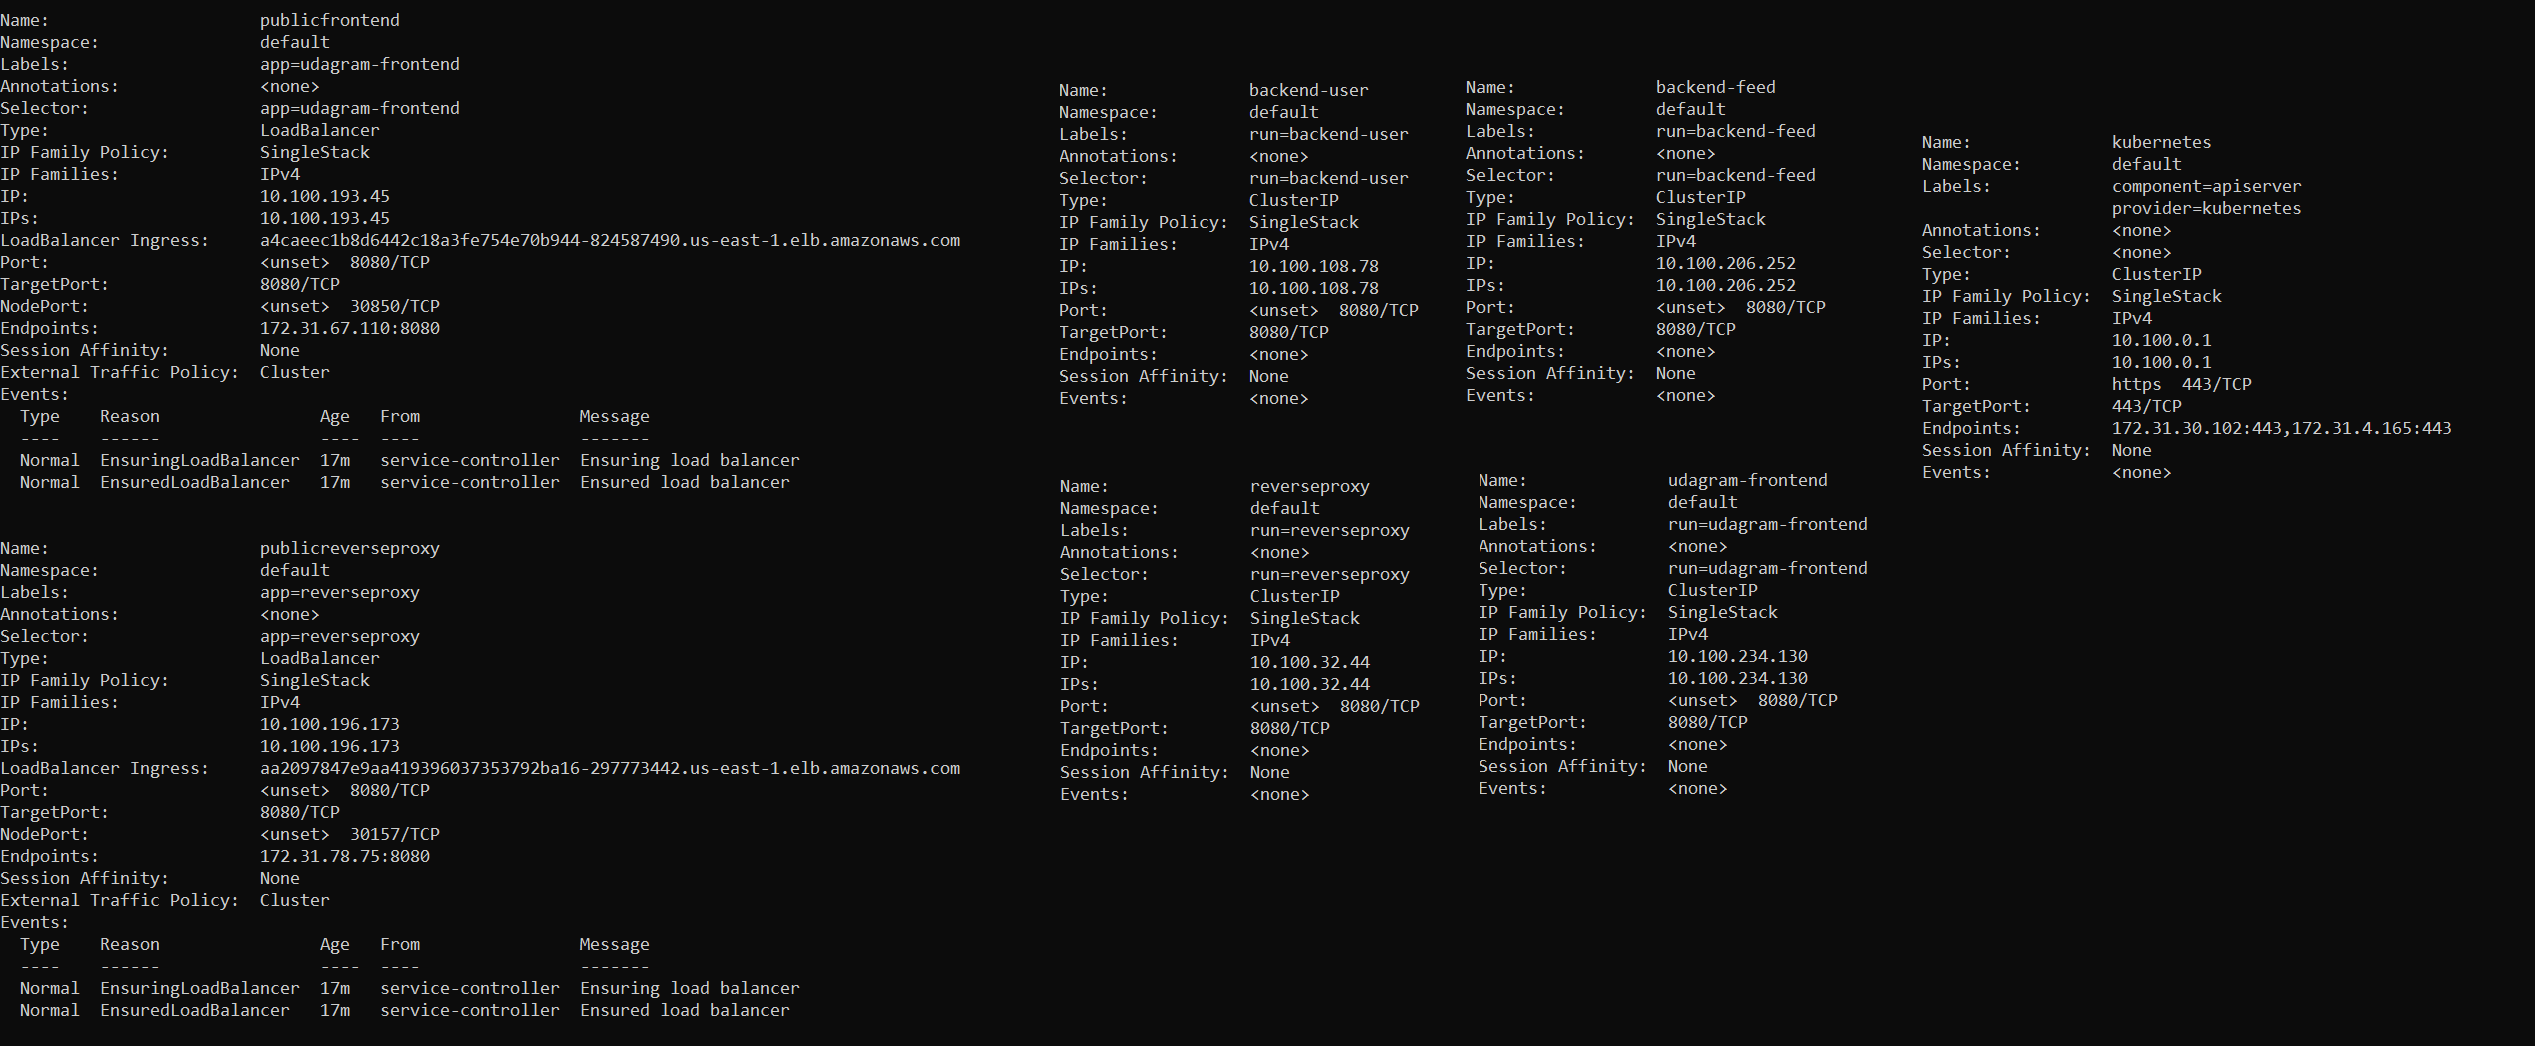 Name:                     publicfrontend
Namespace:                default
Labels:                   app=udagram-frontend
Annotations:              <none>
Selector:                 app=udagram-frontend
Type:                     LoadBalancer
IP Family Policy:         SingleStack
IP Families:              IPv4
IP:                       10.100.193.45
IPs:                      10.100.193.45
LoadBalancer Ingress:     a4caeec1b8d6442c18a3fe754e70b944-824587490.us-east-1.elb.amazonaws.com
Port:                     <unset>  8080/TCP
TargetPort:               8080/TCP
NodePort:                 <unset>  30850/TCP
Endpoints:                172.31.67.110:8080
Session Affinity:         None
External Traffic Policy:  Cluster
Events:
  Type    Reason                Age   From                Message
  ----    ------                ----  ----                -------
  Normal  EnsuringLoadBalancer  17m   service-controller  Ensuring load balancer
  Normal  EnsuredLoadBalancer   17m   service-controller  Ensured load balancer
Name:                     publicreverseproxy
Namespace:                default
Labels:                   app=reverseproxy
Annotations:              <none>
Selector:                 app=reverseproxy
Type:                     LoadBalancer
IP Family Policy:         SingleStack
IP Families:              IPv4
IP:                       10.100.196.173
IPs:                      10.100.196.173
LoadBalancer Ingress:     aa2097847e9aa419396037353792ba16-297773442.us-east-1.elb.amazonaws.com
Port:                     <unset>  8080/TCP
TargetPort:               8080/TCP
NodePort:                 <unset>  30157/TCP
Endpoints:                172.31.78.75:8080
Session Affinity:         None
External Traffic Policy:  Cluster
Events:
  Type    Reason                Age   From                Message
  ----    ------                ----  ----                -------
  Normal  EnsuringLoadBalancer  17m   service-controller  Ensuring load balancer
  Normal  EnsuredLoadBalancer   17m   service-controller  Ensured load balancer
Name:              backend-user
Namespace:         default
Labels:            run=backend-user
Annotations:       <none>
Selector:          run=backend-user
Type:              ClusterIP
IP Family Policy:  SingleStack
IP Families:       IPv4
IP:                10.100.108.78
IPs:               10.100.108.78
Port:              <unset>  8080/TCP
TargetPort:        8080/TCP
Endpoints:         <none>
Session Affinity:  None
Events:            <none>
Name:              reverseproxy
Namespace:         default
Labels:            run=reverseproxy
Annotations:       <none>
Selector:          run=reverseproxy
Type:              ClusterIP
IP Family Policy:  SingleStack
IP Families:       IPv4
IP:                10.100.32.44
IPs:               10.100.32.44
Port:              <unset>  8080/TCP
TargetPort:        8080/TCP
Endpoints:         <none>
Session Affinity:  None
Events:            <none>
Name:              backend-feed
Namespace:         default
Labels:            run=backend-feed
Annotations:       <none>
Selector:          run=backend-feed
Type:              ClusterIP
IP Family Policy:  SingleStack
IP Families:       IPv4
IP:                10.100.206.252
IPs:               10.100.206.252
Port:              <unset>  8080/TCP
TargetPort:        8080/TCP
Endpoints:         <none>
Session Affinity:  None
Events:            <none>
Name:              udagram-frontend
Namespace:         default
Labels:            run=udagram-frontend
Annotations:       <none>
Selector:          run=udagram-frontend
Type:              ClusterIP
IP Family Policy:  SingleStack
IP Families:       IPv4
IP:                10.100.234.130
IPs:               10.100.234.130
Port:              <unset>  8080/TCP
TargetPort:        8080/TCP
Endpoints:         <none>
Session Affinity:  None
Events:            <none>
Name:              kubernetes
Namespace:         default
Labels:            component=apiserver
                   provider=kubernetes
Annotations:       <none>
Selector:          <none>
Type:              ClusterIP
IP Family Policy:  SingleStack
IP Families:       IPv4
IP:                10.100.0.1
IPs:               10.100.0.1
Port:              https  443/TCP
TargetPort:        443/TCP
Endpoints:         172.31.30.102:443,172.31.4.165:443
Session Affinity:  None
Events:            <none>